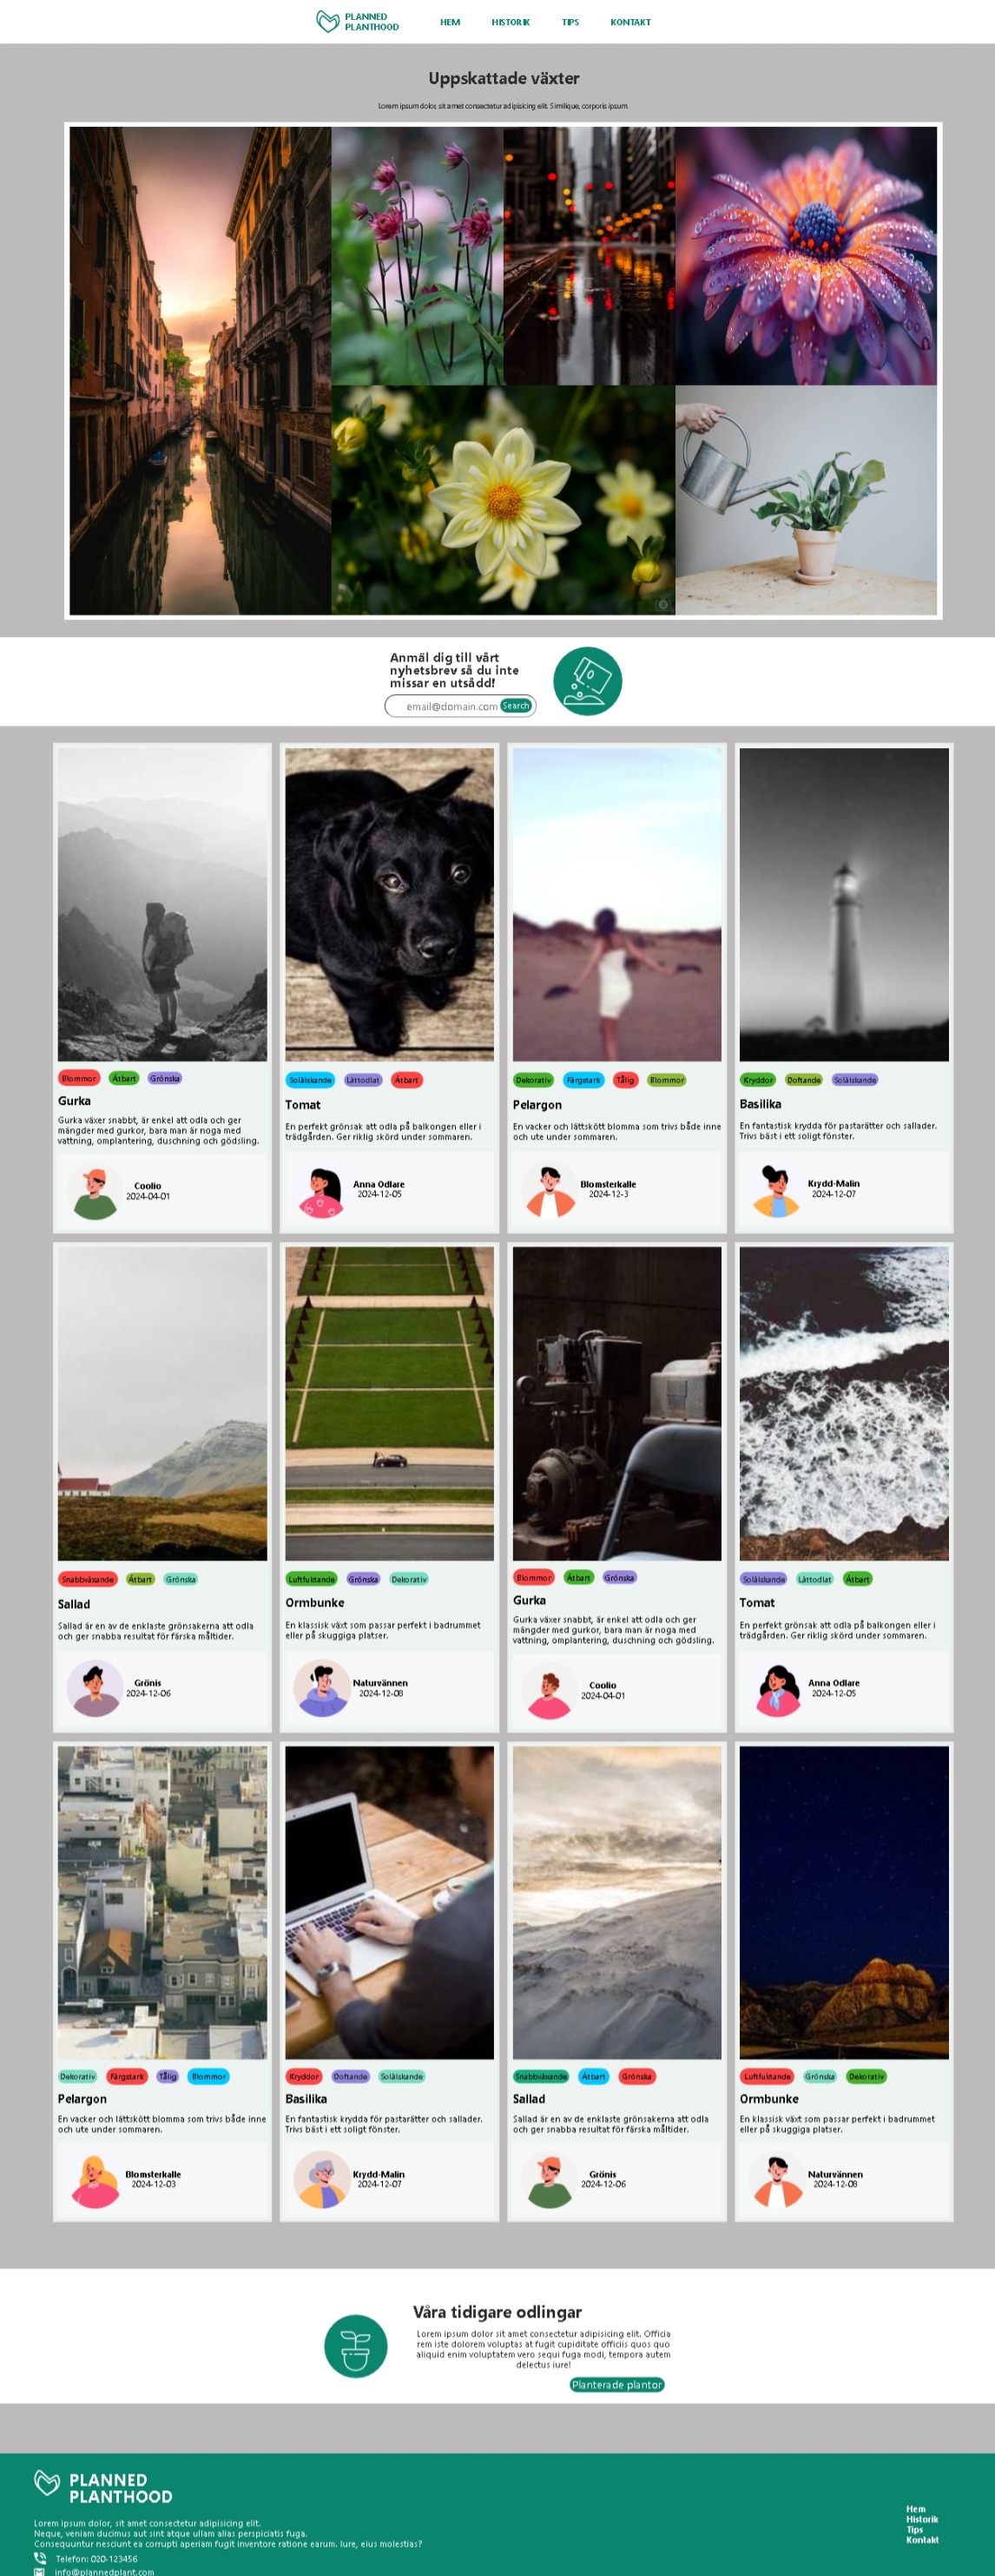 PLANNED
PLANTHOOD
HEM HISTORIK TIPS KONTAKT
Uppskattade växter
Lorem ipsum dolor, sit amet consectetur adipisicing elit. Similique, corporis ipsum.
Anmäl dig till vårt
nyhetsbrev så du inte
missar en utsådd!
email@domain.com Search
Blommor Ätbart Grönska
Gurka
Gurka växer snabbt, är enkel att odla och ger
mängder med gurkor, bara man är noga med
vattning, omplantering, duschning och gödsling.
Coolio
2024-04-01
Solälskande Lättodlat Ätbart
Tomat
En perfekt grönsak att odla på balkongen eller i
trädgården. Ger riklig skörd under sommaren.
Anna Odlare
2024-12-05
Dekorativ Färgstark Tålig Blommor
Pelargon
En vacker och lättskött blomma som trivs både inne
och ute under sommaren.
Blomsterkalle
2024-12-3
Kryddor Doftande Solälskande
Basilika
En fantastisk krydda för pastarätter och sallader.
Trivs bäst i ett soligt fönster.
Krydd-Malin
2024-12-07
Snabbväxande Ätbart Grönska
Sallad
Sallad är en av de enklaste grönsakerna att odla
och ger snabba resultat för färska måltider.
Grönis
2024-12-06
Luftfuktande Grönska Dekorativ
Ormbunke
En klassisk växt som passar perfekt i badrummet
eller på skuggiga platser.
Naturvännen
2024-12-08
Blommor Ätbart Grönska
Gurka
Gurka växer snabbt, är enkel att odla och ger
mängder med gurkor, bara man är noga med
vattning, omplantering, duschning och gödsling.
Coolio
2024-04-01
Solälskande Lättodlat Ätbart
Tomat
En perfekt grönsak att odla på balkongen eller i
trädgården. Ger riklig skörd under sommaren.
Anna Odlare
2024-12-05
Dekorativ Färgstark Tålig Blommor
Pelargon
En vacker och lättskött blomma som trivs både inne
och ute under sommaren.
Blomsterkalle
2024-12-03
Kryddor Doftande Solälskande
Basilika
En fantastisk krydda för pastarätter och sallader.
Trivs bäst i ett soligt fönster.
Krydd-Malin
2024-12-07
Snabbväxande Ätbart Grönska
Sallad
Sallad är en av de enklaste grönsakerna att odla
och ger snabba resultat för färska måltider.
Grönis
2024-12-06
Luftfuktande Grönska Dekorativ
Ormbunke
En klassisk växt som passar perfekt i badrummet
eller på skuggiga platser.
Naturvännen
2024-12-08
Våra tidigare odlingar
Lorem ipsum dolor sit amet consectetur adipisicing elit. Officia
rem iste dolorem voluptas at fugit cupiditate officiis quos quo
aliquid enim voluptatem vero sequi fuga modi, tempora autem
delectus iure!
Planterade plantor
PLANNED
PLANTHOOD
Lorem ipsum dolor, sit amet consectetur adipisicing elit.
Neque, veniam ducimus aut sint atque ullam alias perspiciatis fuga.
Consequuntur nesciunt ea corrupti aperiam fugit inventore ratione earum. Iure, eius molestias?
Telefon: 020-123456
info@plannedplant.com
Hem
Historik
Tips
Kontakt